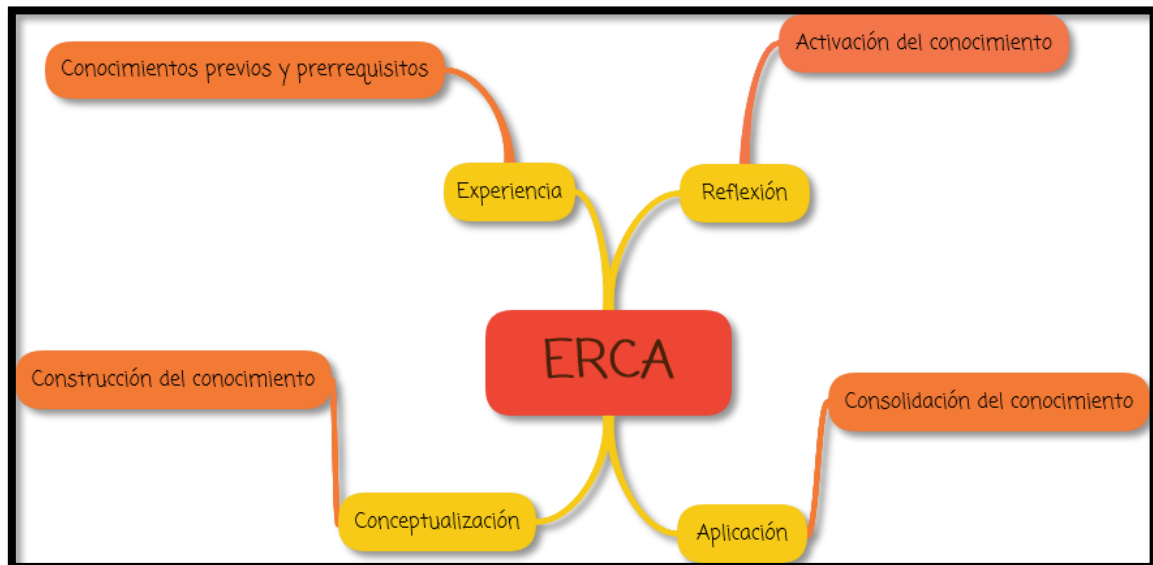 Activación del conocimiento
Conocimientos previos y prerrequisitos
Experiencia
Reflexión
ERCA
Construcción del conocimiento
Consolidación del conocimiento
Conceptualización
Aplicación